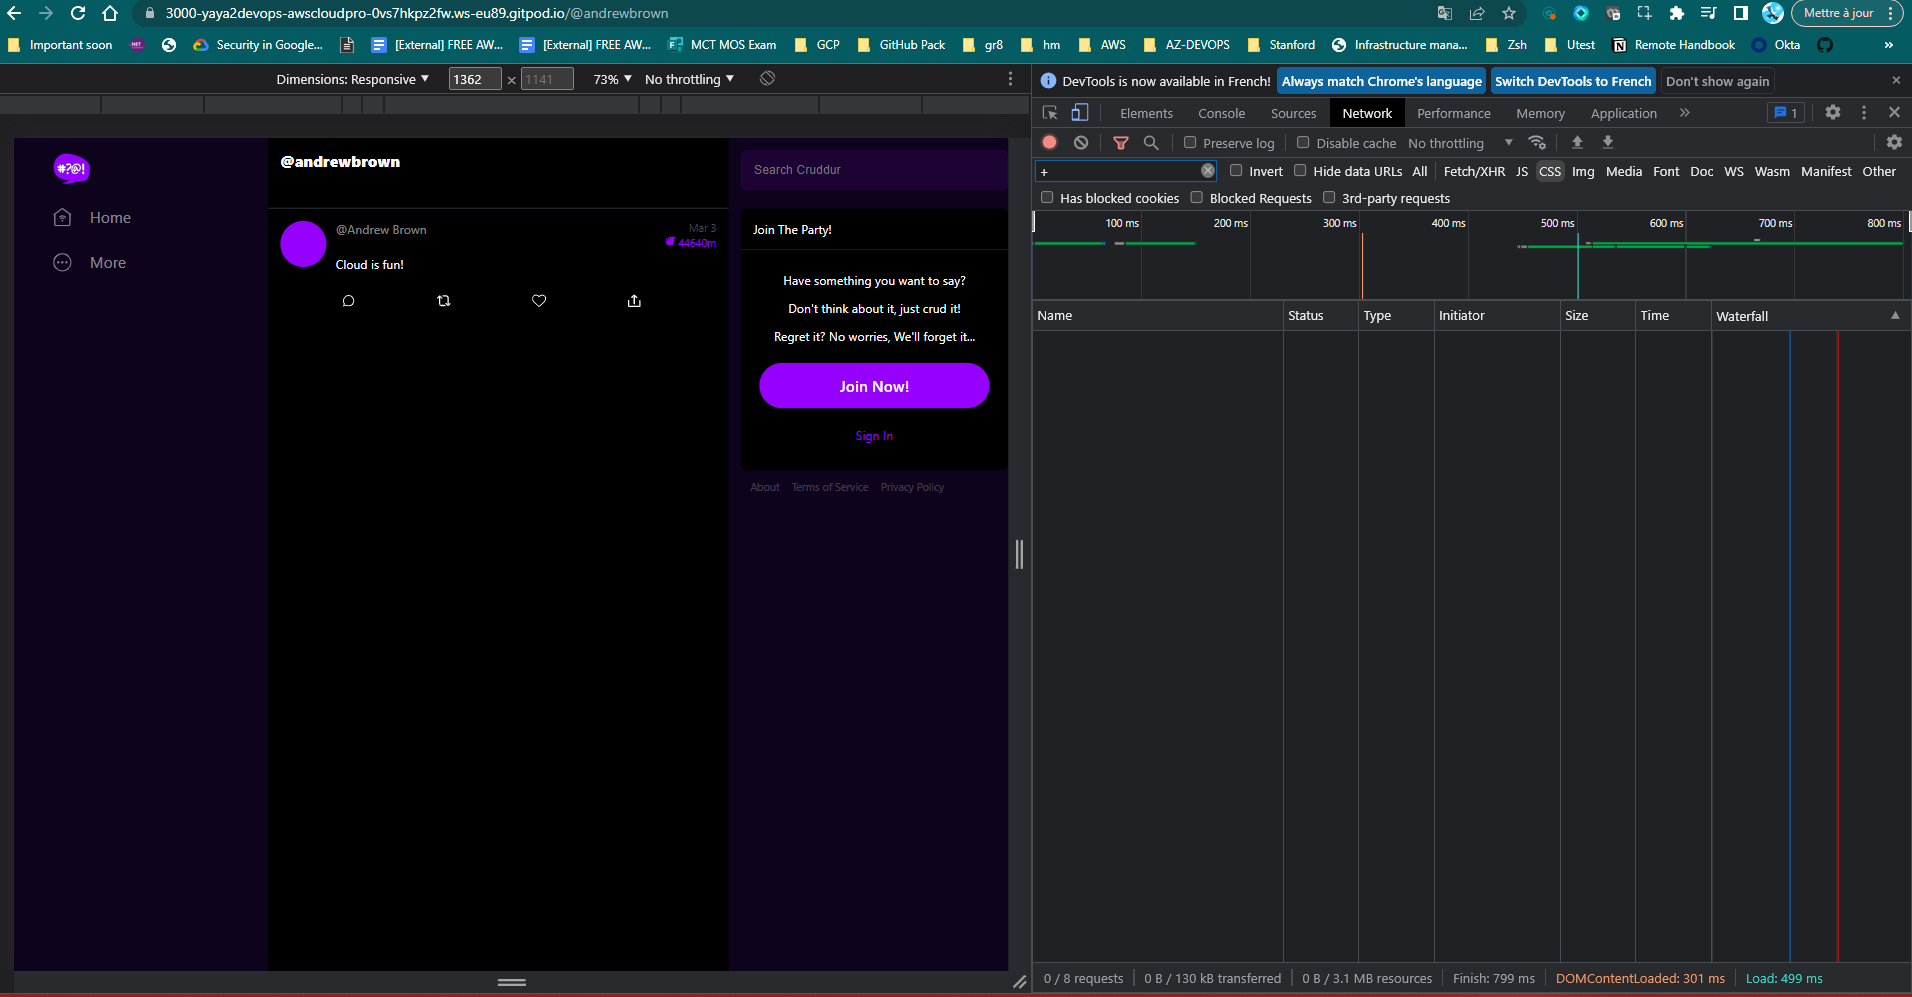 3000-yaya2devops-awscloudpro-0vs7hkpz2fw.ws-eu89.gitpod.io/@andrewbrown
Mettre à jour
Important soon
.NET
Security in Google...
[External] FREE AW...
[External] FREE AW...
MCT MOS Exam
GCP
GitHub Pack
gr8
hm
AWS
AZ-DEVOPS
Stanford
Infrastructure mana...
Zsh
Utest
Remote Handbook
Okta
»
Dimensions: Responsive
1362 × 1141
73%
No throttling
#?@!
Home
More
@andrewbrown
@Andrew Brown
Mar 3
44640m
Cloud is fun!
Search Cruddur
Join The Party!
Have something you want to say?
Don't think about it, just crud it!
Regret it? No worries, We'll forget it...
Join Now!
Sign In
About Terms of Service Privacy Policy
DevTools is now available in French! Always match Chrome's language Switch DevTools to French Don't show again
Elements Console Sources Network Performance Memory Application » 1
Preserve log Disable cache No throttling
+ Invert Hide data URLs All Fetch/XHR JS CSS Img Media Font Doc WS Wasm Manifest Other
Has blocked cookies Blocked Requests 3rd-party requests
100 ms 200 ms 300 ms 400 ms 500 ms 600 ms 700 ms 800 ms
Name Status Type Initiator Size Time Waterfall
0 / 8 requests 0 B / 130 kB transferred 0 B / 3.1 MB resources Finish: 799 ms DOMContentLoaded: 301 ms Load: 499 ms